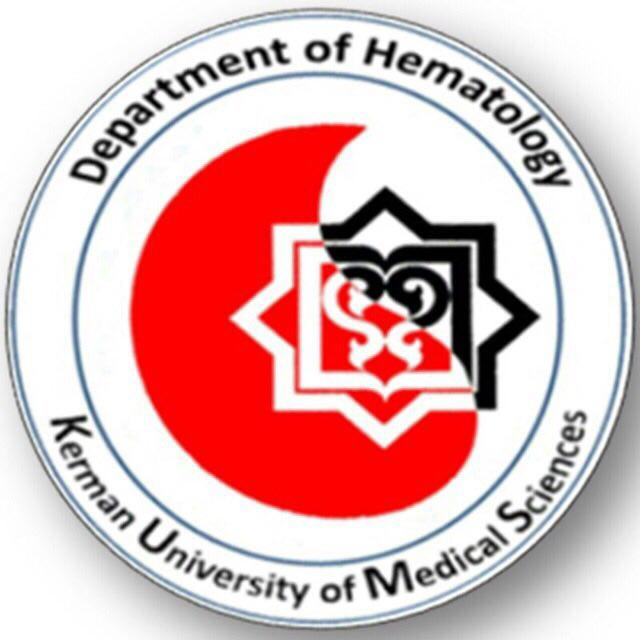 Department of Hematology
Kerman University of Medical Sciences